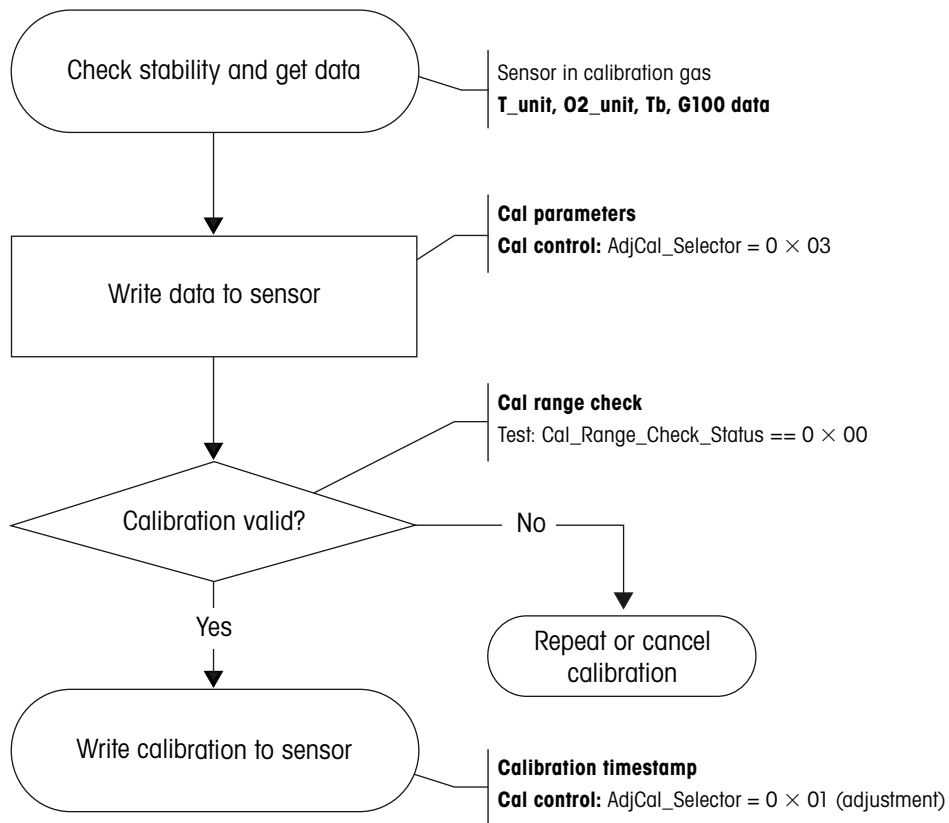 Check stability and get data
Sensor in calibration gas
T_unit, O2_unit, Tb, G100 data
Cal parameters
Cal control: AdjCal_Selector = 0 × 03
Write data to sensor
Cal range check
Test: Cal_Range_Check_Status == 0 × 00
Calibration valid?
No
Yes
Repeat or cancel
calibration
Write calibration to sensor
Calibration timestamp
Cal control: AdjCal_Selector = 0 × 01 (adjustment)